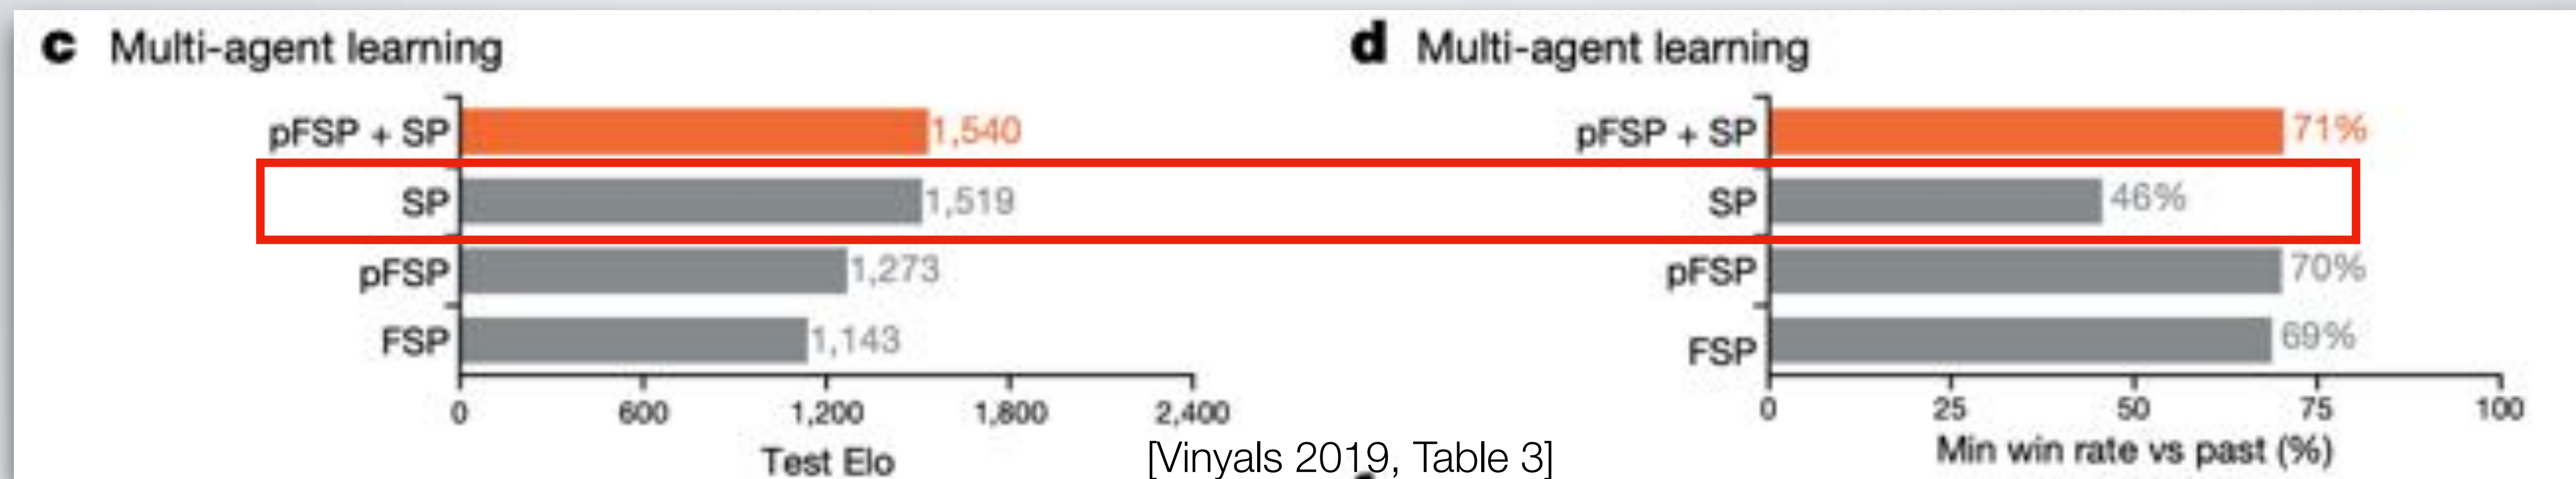 c Multi-agent learning
pFSP + SP 1,540
SP 1,519
pFSP 1,273
FSP 1,143
0 600 1,200 1,800 2,400
Test Elo
[Vinyals 2019, Table 3]
d Multi-agent learning
pFSP + SP 71%
SP 46%
pFSP 70%
FSP 69%
0 25 50 75 100
Min win rate vs past (%)